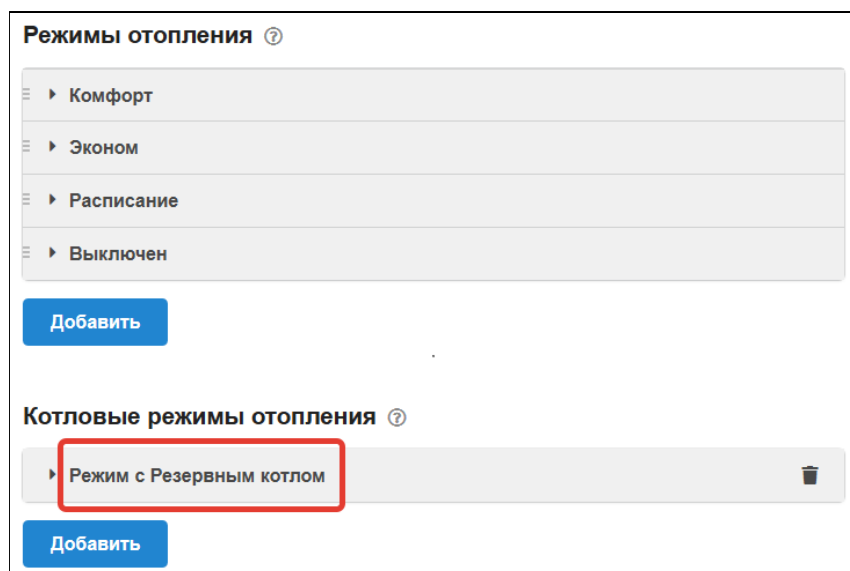 Режимы отопления ?
Комфорт
Эконом
Расписание
Выключен
Добавить
Котловые режимы отопления ?
Режим с Резервным котлом
Добавить